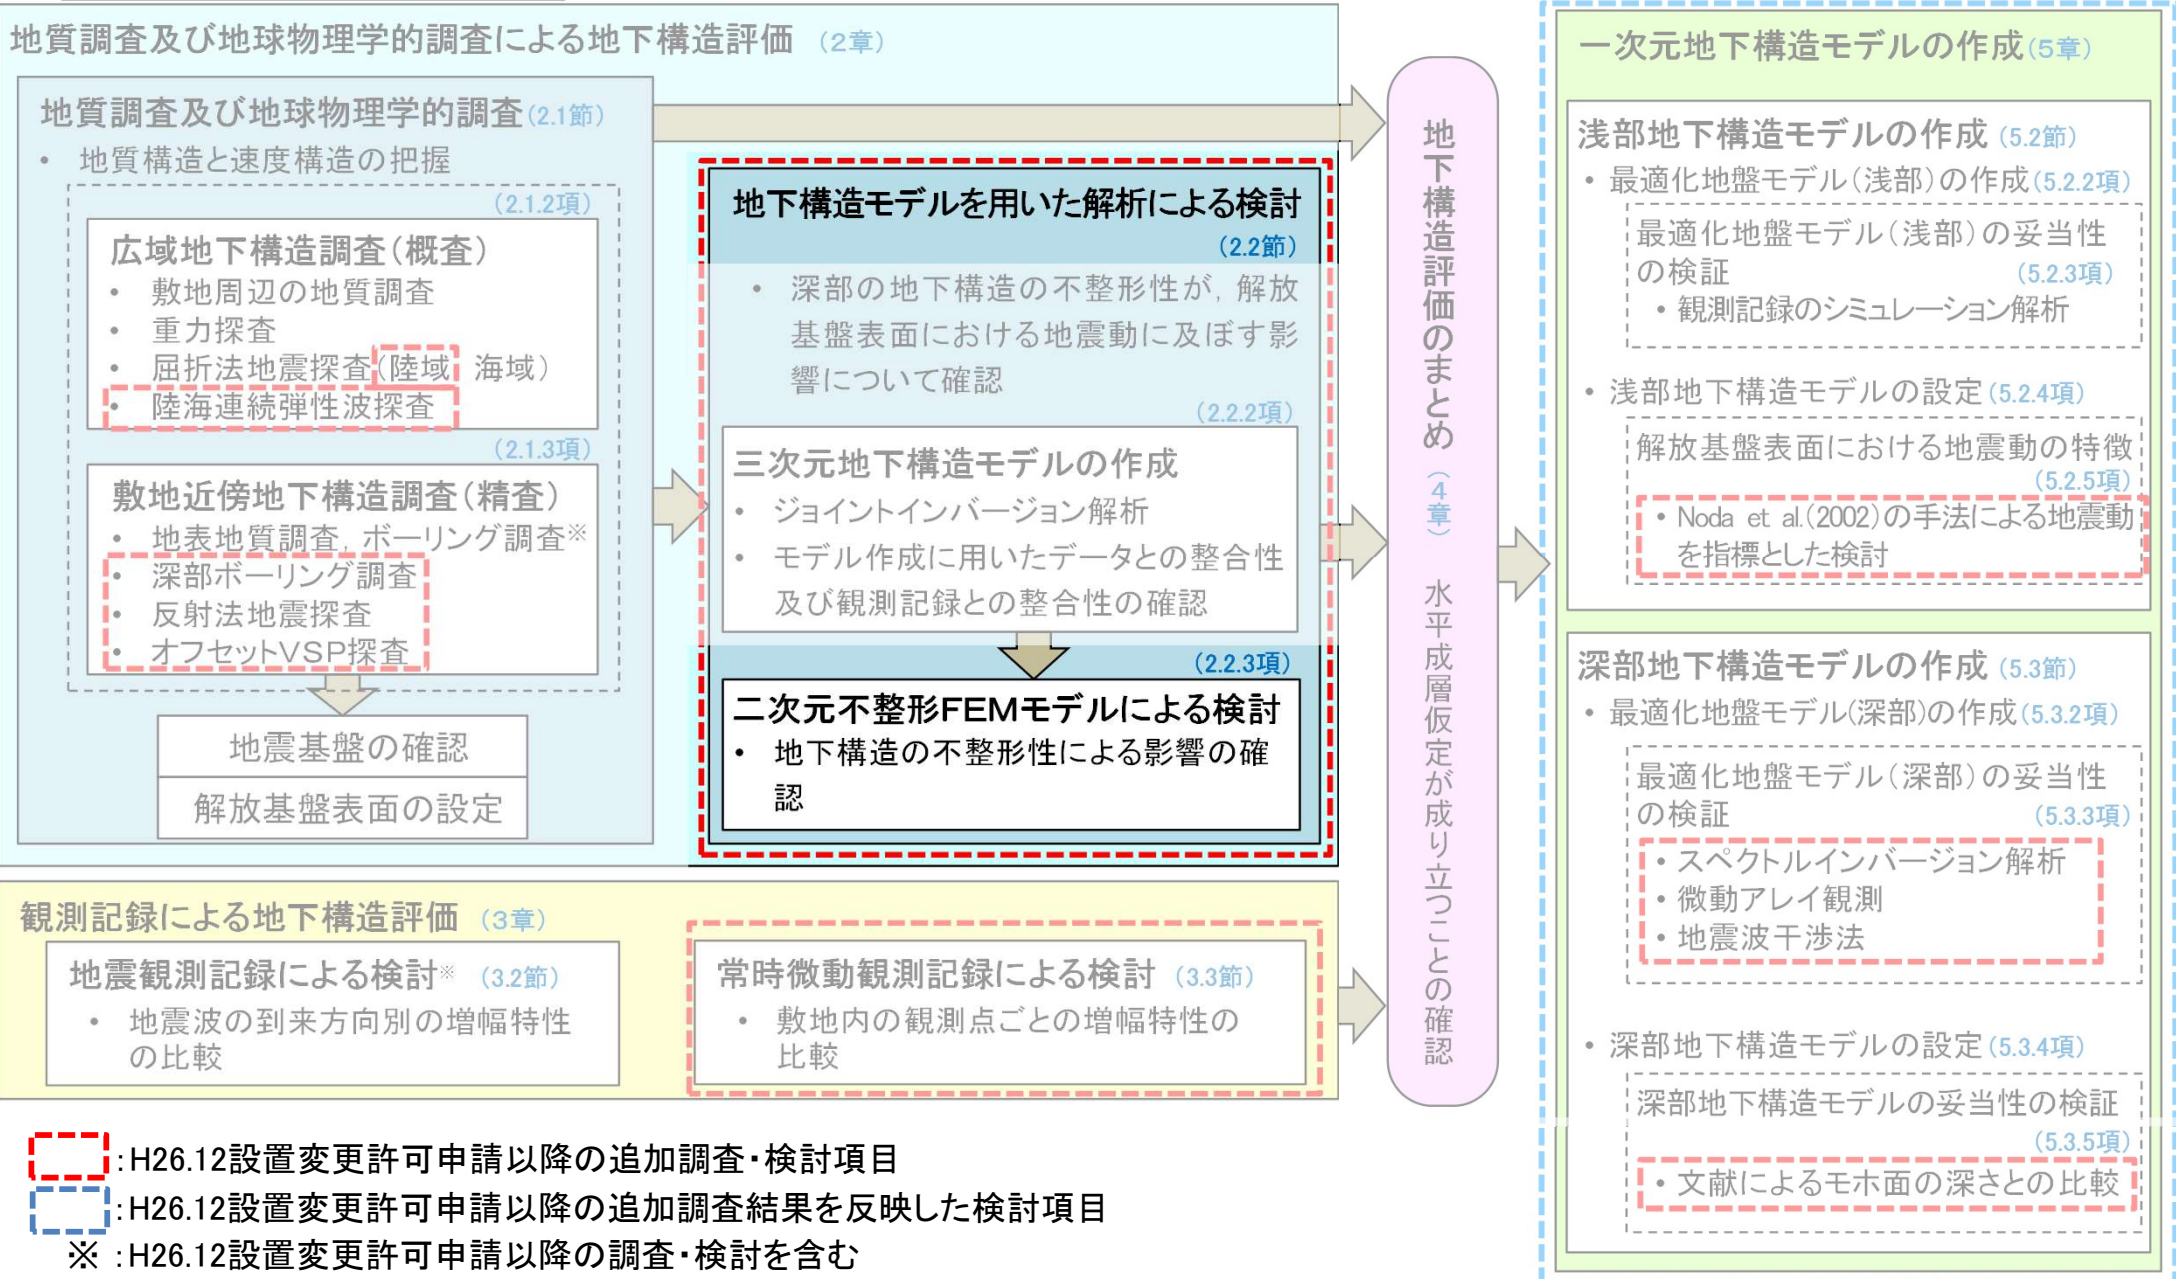 地質調査及び地球物理学的調査による地下構造評価 (2章)
地質調査及び地球物理学的調査(2.1節)
• 地質構造と速度構造の把握
(2.1.2項)
広域地下構造調査(概査)
• 敷地周辺の地質調査
• 重力探査
• 屈折法地震探査(陸域 海域)
• 陸海連続弾性波探査
(2.1.3項)
敷地近傍地下構造調査(精査)
• 地表地質調査, ボーリング調査※
• 深部ボーリング調査
• 反射法地震探査
• オフセットVSP探査
地震基盤の確認
解放基盤表面の設定
地下構造モデルを用いた解析による検討
(2.2節)
• 深部の地下構造の不整形性が, 解放
基盤表面における地震動に及ぼす影
響について確認
(2.2.2項)
三次元地下構造モデルの作成
• ジョイントインバージョン解析
• モデル作成に用いたデータとの整合性
及び観測記録との整合性の確認
(2.2.3項)
二次元不整形FEMモデルによる検討
• 地下構造の不整形性による影響の確
認
観測記録による地下構造評価 (3章)
地震観測記録による検討※ (3.2節)
• 地震波の到来方向別の増幅特性
の比較
常時微動観測記録による検討 (3.3節)
• 敷地内の観測点ごとの増幅特性の
比較
地下構造評価のまとめ (4章) 水平成層仮定が成り立つことの確認
一次元地下構造モデルの作成(5章)
浅部地下構造モデルの作成 (5.2節)
• 最適化地盤モデル(浅部)の作成(5.2.2項)
最適化地盤モデル(浅部)の妥当性
の検証 (5.2.3項)
• 観測記録のシミュレーション解析
• 浅部地下構造モデルの設定(5.2.4項)
解放基盤表面における地震動の特徴
(5.2.5項)
• Noda et al.(2002)の手法による地震動
を指標とした検討
深部地下構造モデルの作成 (5.3節)
• 最適化地盤モデル(深部)の作成(5.3.2項)
最適化地盤モデル(深部)の妥当性
の検証 (5.3.3項)
• スペクトルインバージョン解析
• 微動アレイ観測
• 地震波干渉法
• 深部地下構造モデルの設定(5.3.4項)
深部地下構造モデルの妥当性の検証
(5.3.5項)
• 文献によるモホ面の深さとの比較
:H26.12設置変更許可申請以降の追加調査・検討項目
:H26.12設置変更許可申請以降の追加調査結果を反映した検討項目
※ :H26.12設置変更許可申請以降の調査・検討を含む